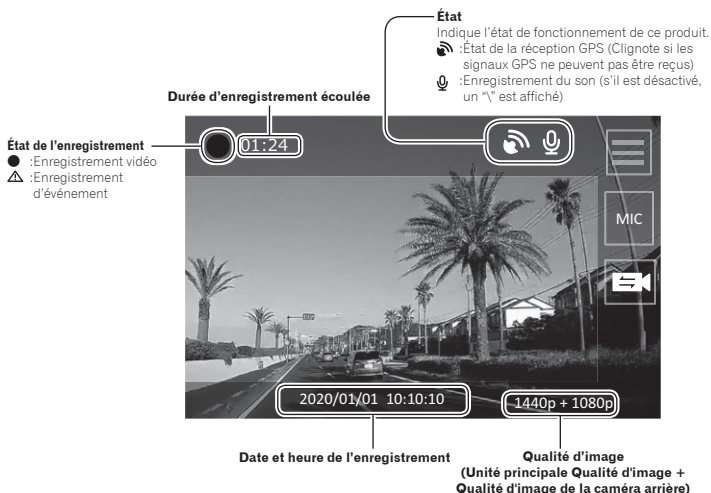 État
Indique l'état de fonctionnement de ce produit.
:État de la réception GPS (Clignote si les
signaux GPS ne peuvent pas être reçus)
:Enregistrement du son (s'il est désactivé,
un "\" est affiché)
Durée d'enregistrement écoulée
État de l'enregistrement
:Enregistrement vidéo
:Enregistrement
d'événement
01:24
MIC
2020/01/01 10:10:10
1440p + 1080p
Date et heure de l'enregistrement
Qualité d'image
(Unité principale Qualité d'image +
Qualité d'image de la caméra arrière)